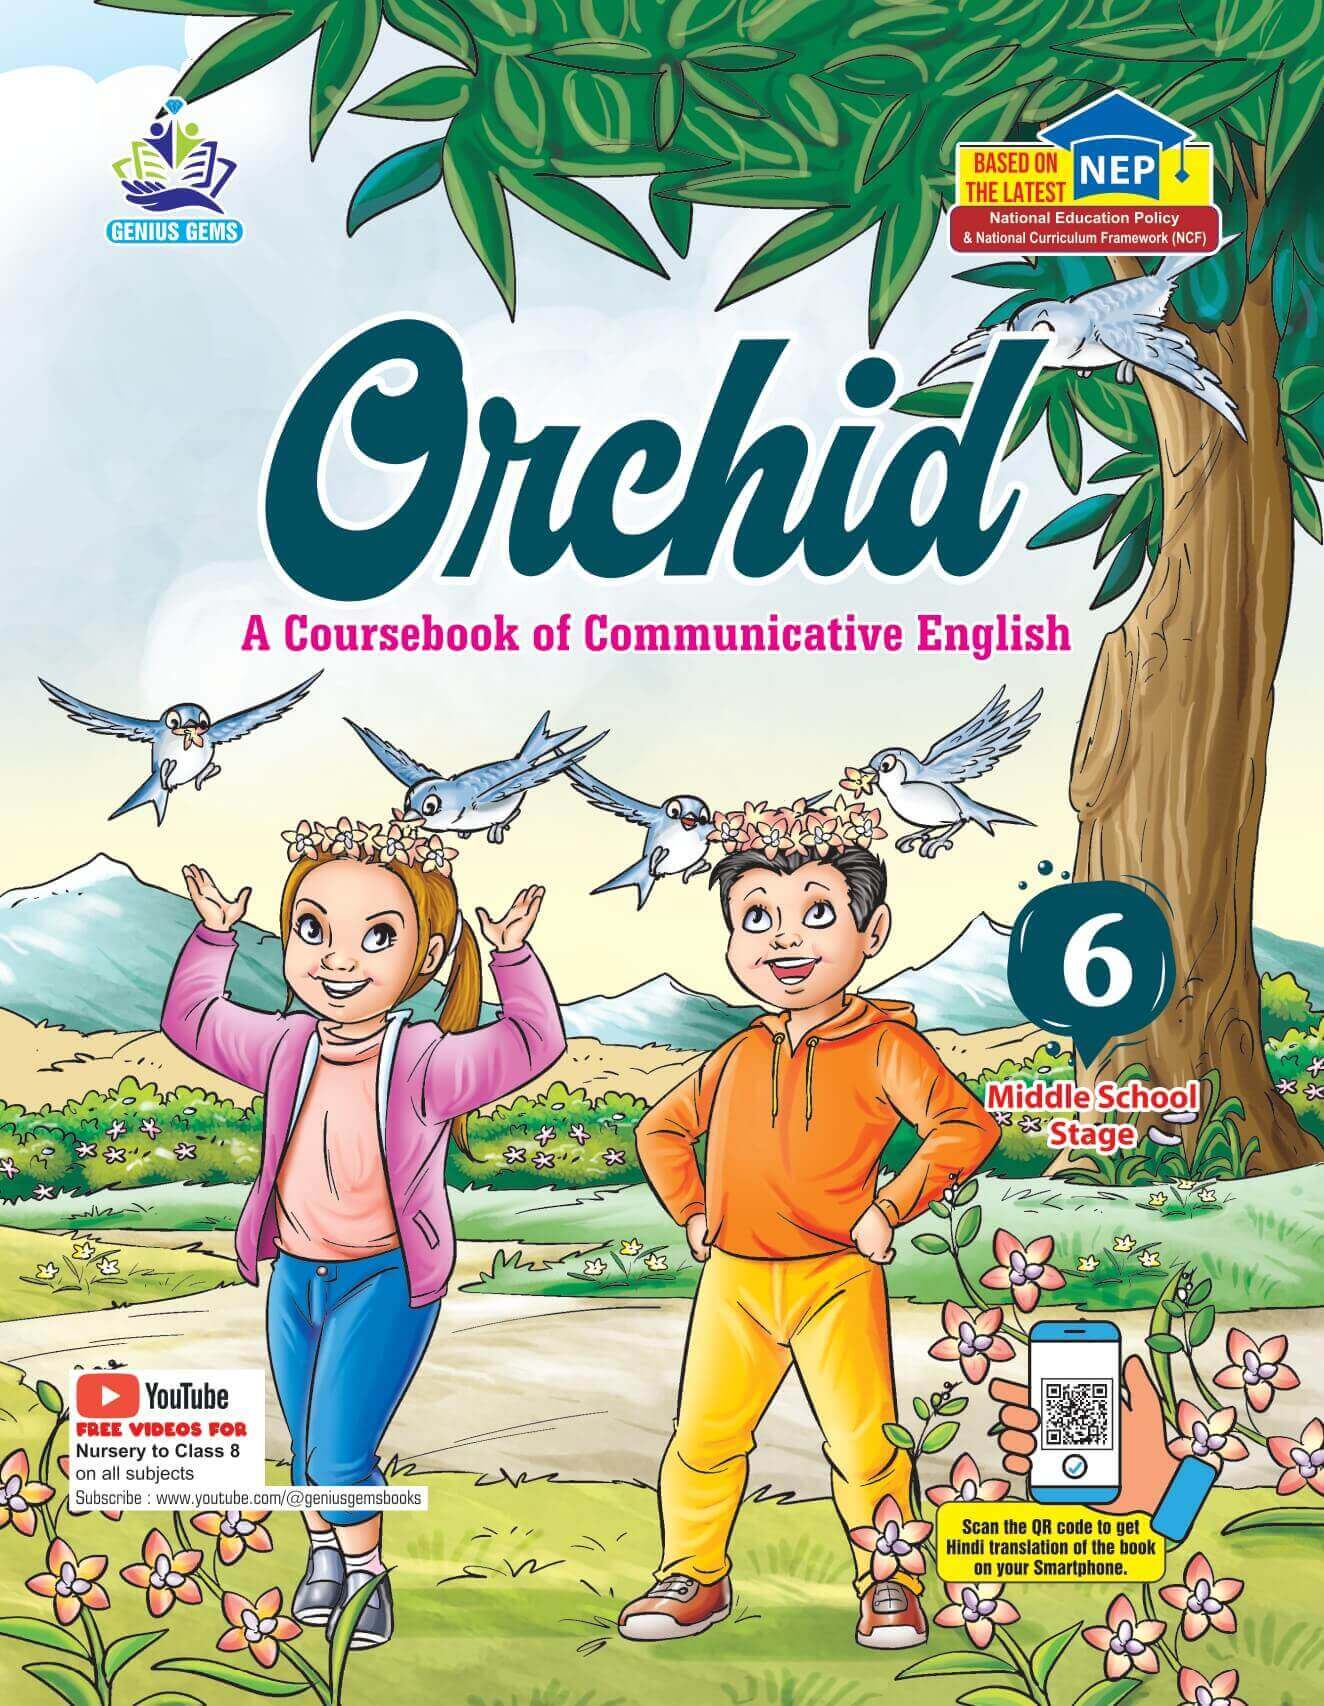 GENIUS GEMS
BASED ON
THE LATEST
NEP
National Education Policy
& National Curriculum Framework (NCF)
Orchid
A Coursebook of Communicative English
6
Middle School
Stage
YouTube
FREE VIDEOS FOR
Nursery to Class 8
on all subjects
Subscribe : www.youtube.com/@geniusgemsbooks
Scan the QR code to get
Hindi translation of the book
on your Smartphone.